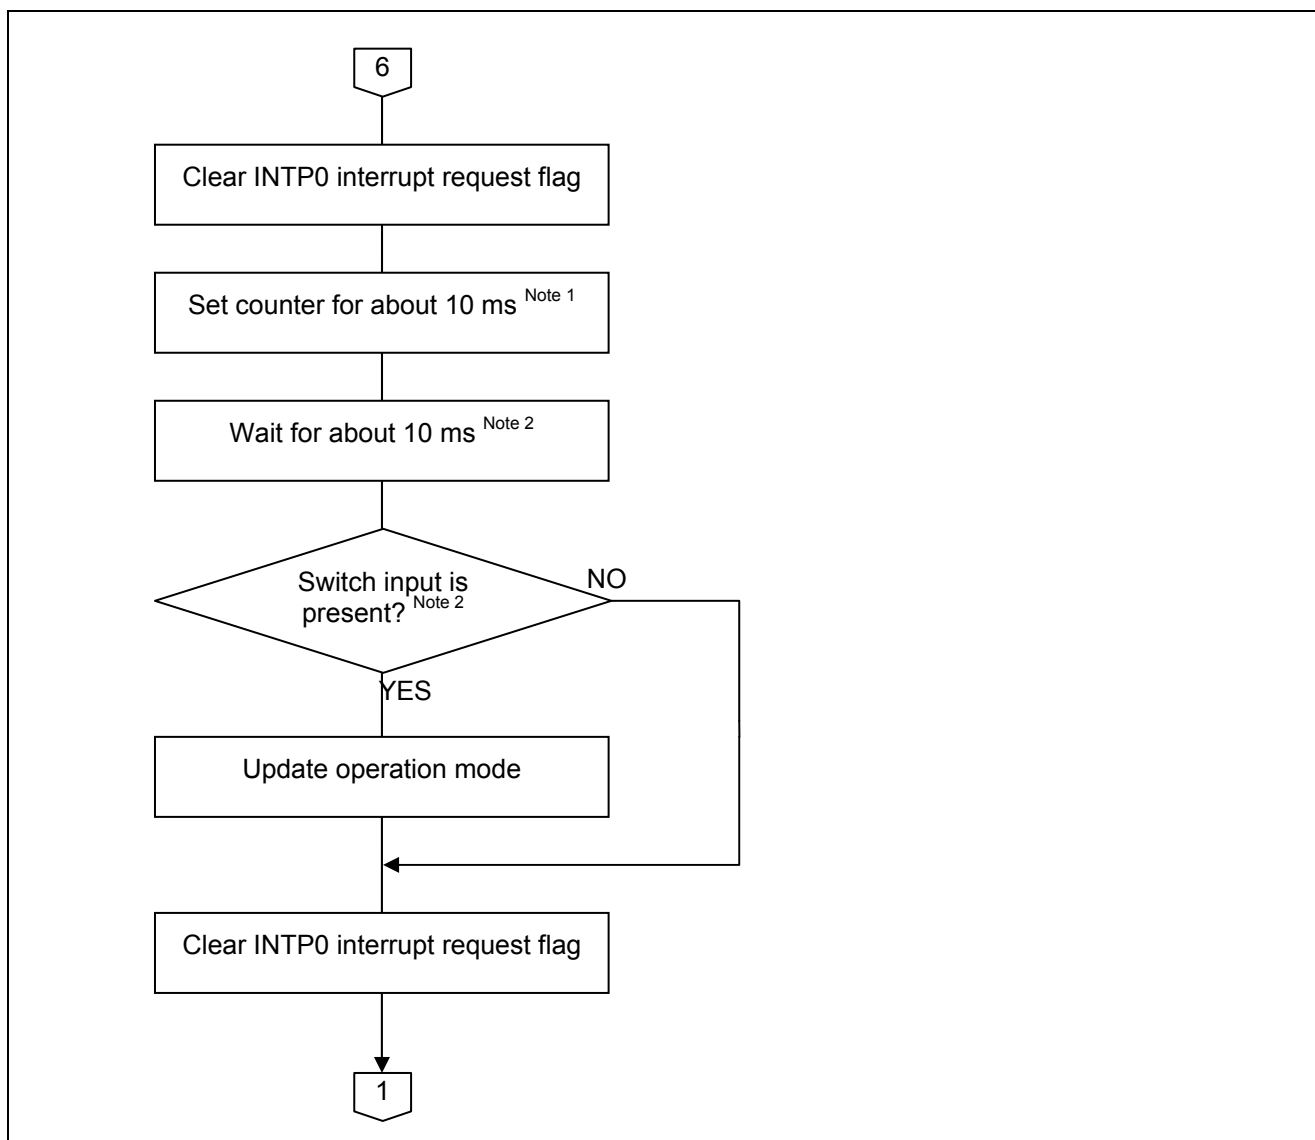 6
Clear INTP0 interrupt request flag
Set counter for about 10 ms Note 1
Wait for about 10 ms Note 2
Switch input is
present? Note 2
NO
YES
Update operation mode
Clear INTP0 interrupt request flag
1